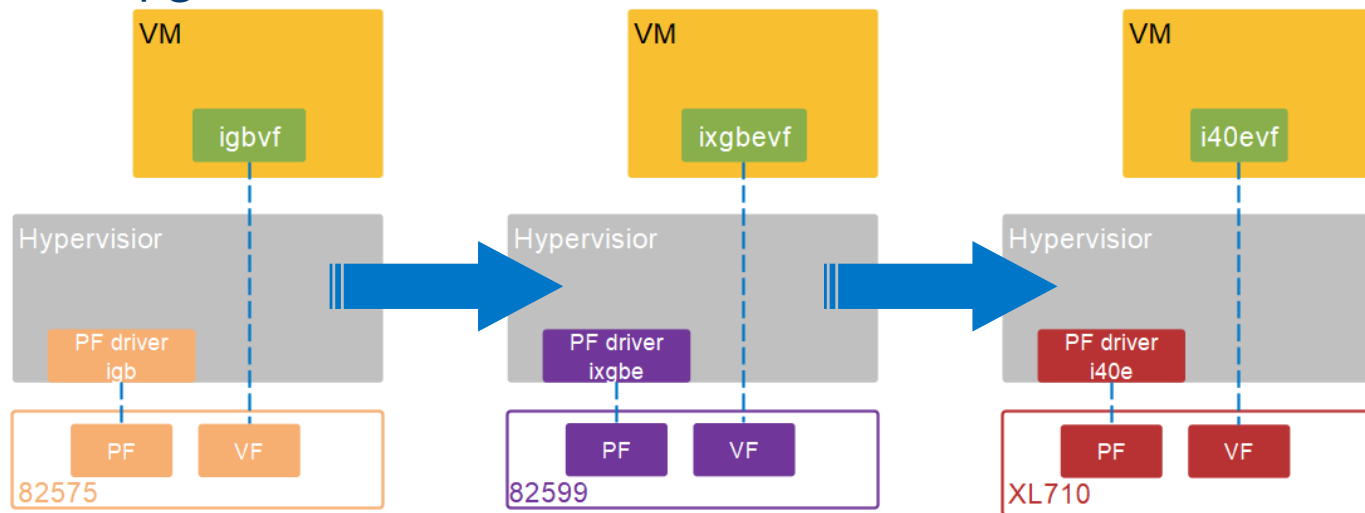 VM
igbvf
Hypervisior
PF driver
igb
PF
VF
82575
VM
ixgbevf
Hypervisior
PF driver
ixgbe
PF
VF
82599
VM
i40evf
Hypervisior
PF driver
i40e
PF
VF
XL710